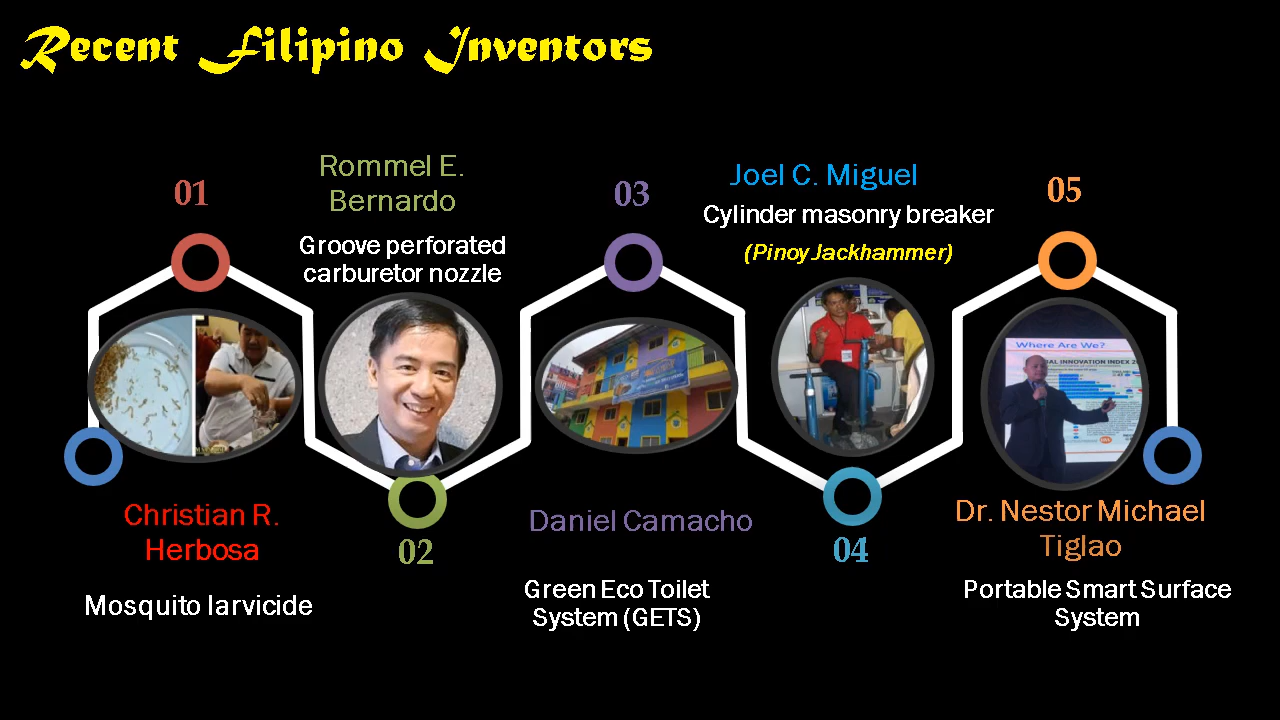 Recent Filipino Inventors
01
Christian R.
Herbosa
Mosquito larvicide
Rommel E.
Bernardo
Groove perforated
carburetor nozzle
02
03
Daniel Camacho
Green Eco Toilet
System (GETS)
Joel C. Miguel
Cylinder masonry breaker
(Pinoy Jackhammer)
04
05
Where Are We?
INNOVATION INDEX
Dr. Nestor Michael
Tiglao
Portable Smart Surface
System